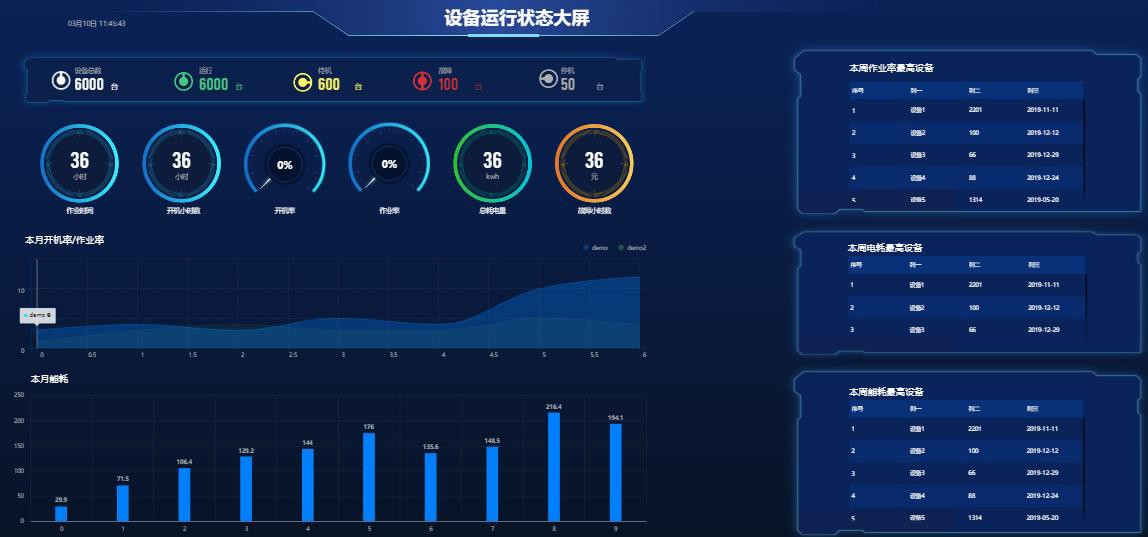 设备运行状态大屏
03月10日 11:45:43
设备总数 6000 台
运行 6000 台
待机 600 台
故障 100 台
停机 50 台
36 小时 作业时间
36 小时 开机小时数
0% 开机率
0% 作业率
36 kwh 总耗电量
36 元 故障小时数
本月开机率/作业率
demo demo2
10
demo
0
0 0.5 1 1.5 2 2.5 3 3.5 4 4.5 5 5.5 6
本月能耗
250
200
150
100
50
0
29.9 71.5 106.4 129.2 144 176 135.6 148.5 216.4 194.1
0 1 2 3 4 5 6 7 8 9
本周作业率最高设备
序号 列一 列二 列三
1 设备1 2201 2019-11-11
2 设备2 100 2019-12-12
3 设备3 66 2019-12-29
4 设备4 88 2019-12-24
5 设备5 1314 2019-05-20
本周电耗最高设备
序号 列一 列二 列三
1 设备1 2201 2019-11-11
2 设备2 100 2019-12-12
3 设备3 66 2019-12-29
本周能耗最高设备
序号 列一 列二 列三
1 设备1 2201 2019-11-11
2 设备2 100 2019-12-12
3 设备3 66 2019-12-29
4 设备4 88 2019-12-24
5 设备5 1314 2019-05-20